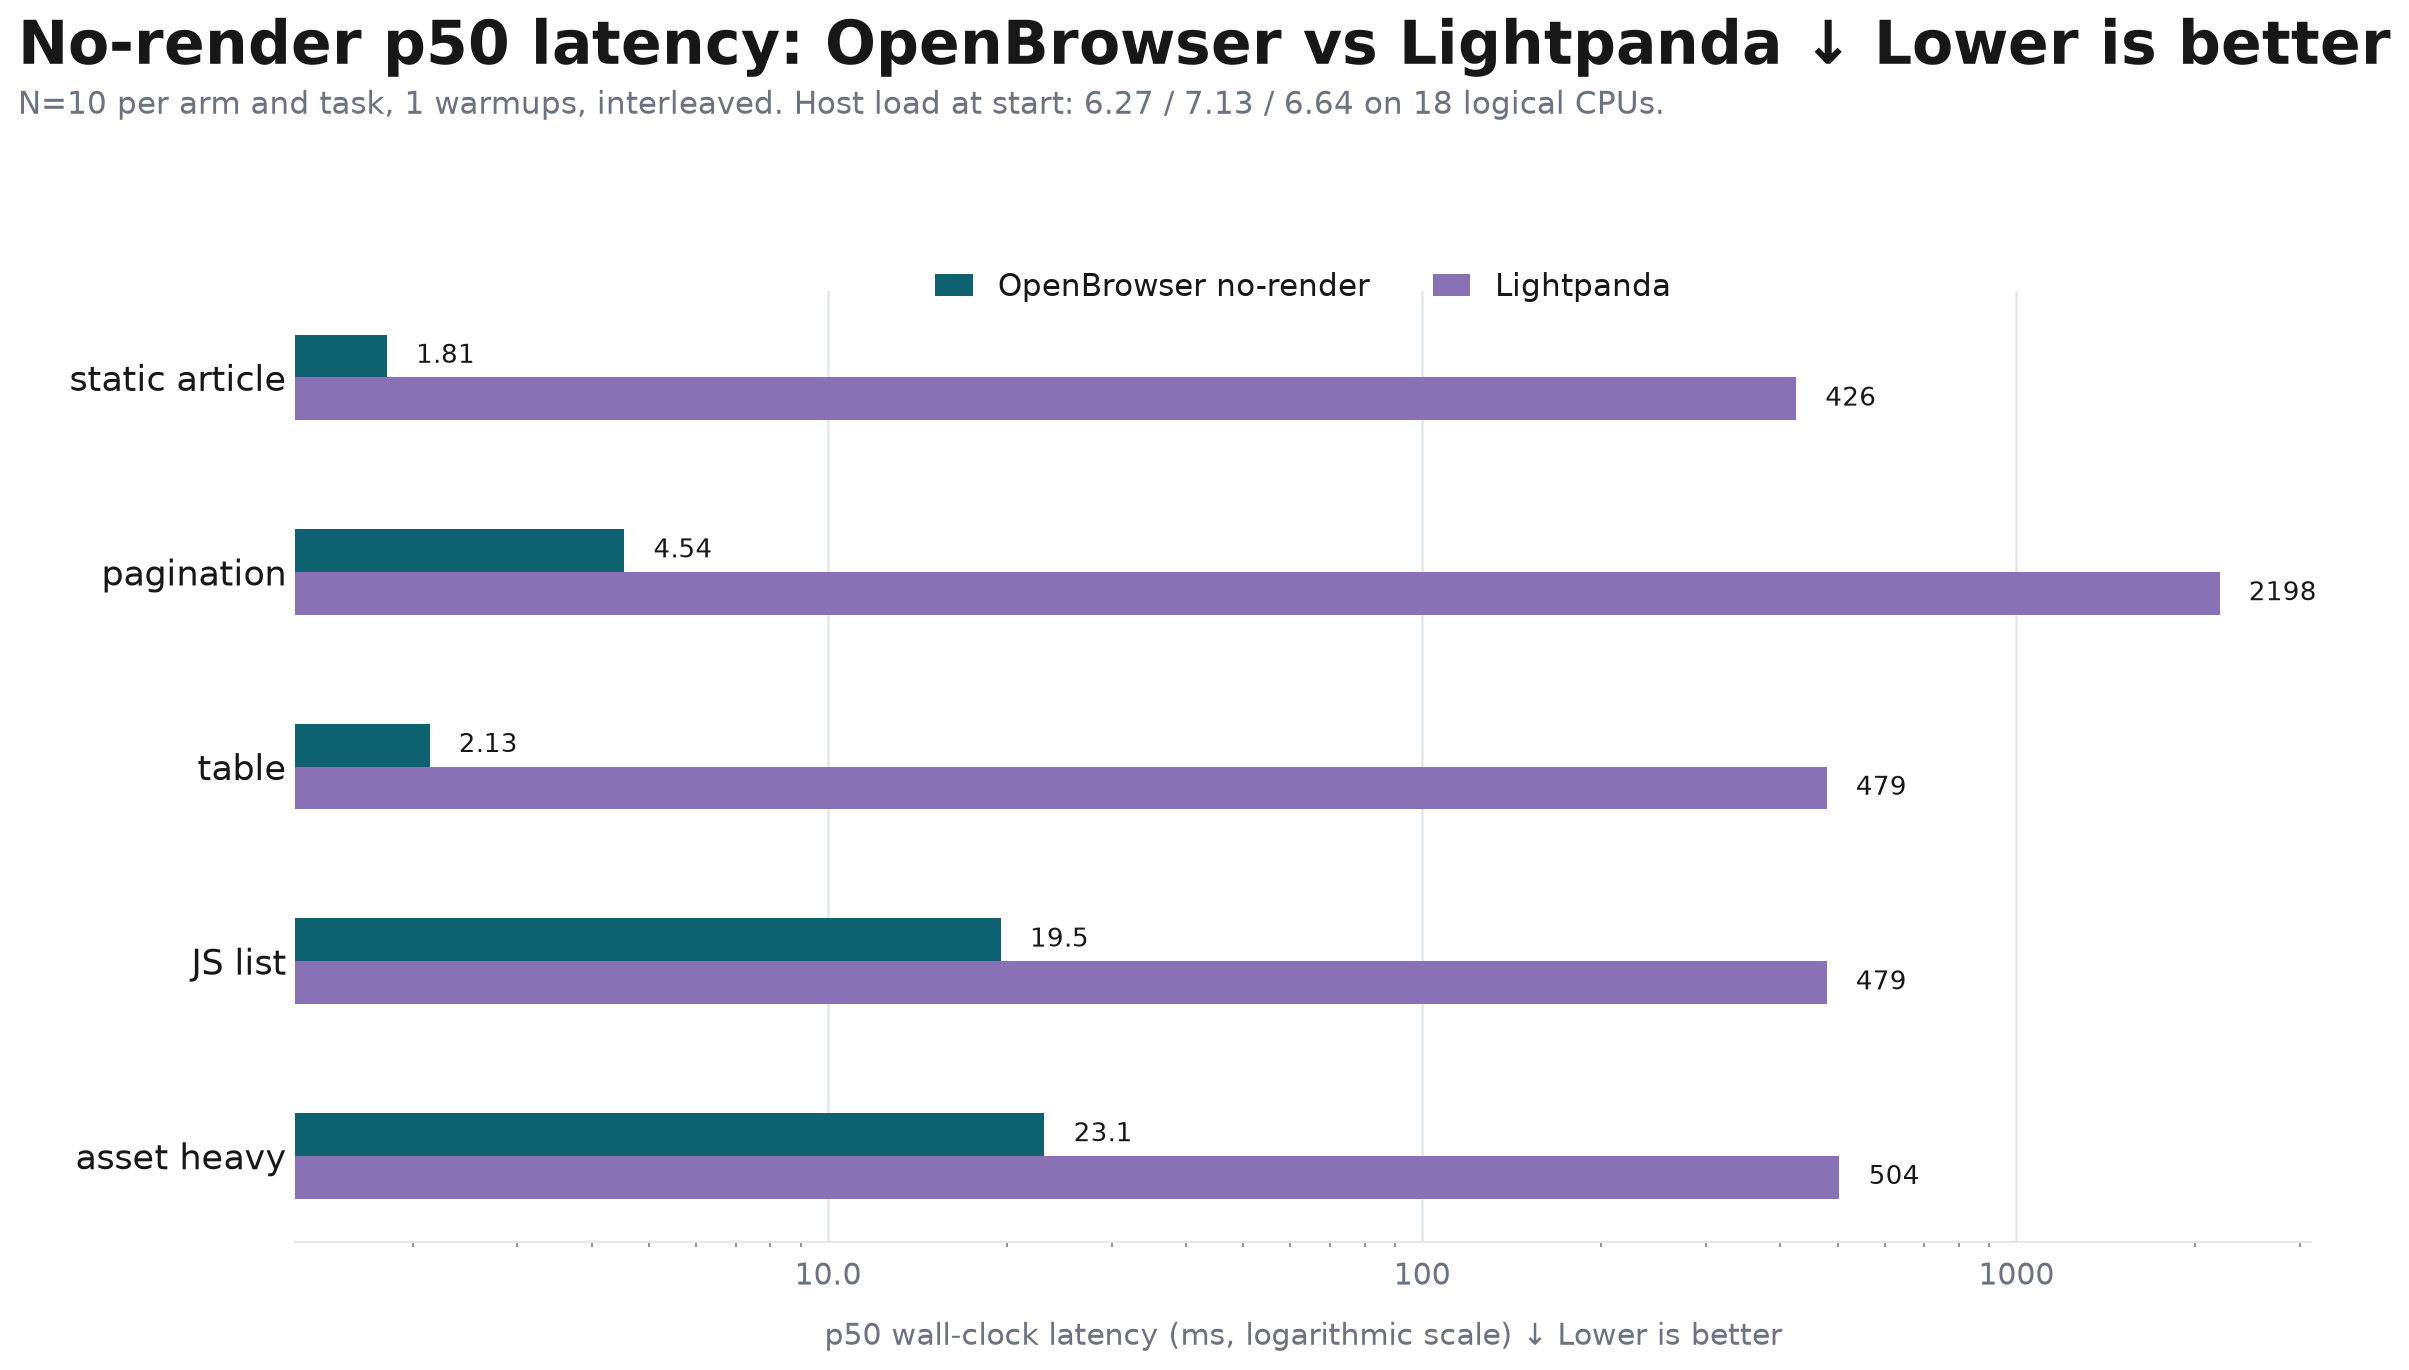 No-render p50 latency: OpenBrowser vs Lightpanda ↓ Lower is better
N=10 per arm and task, 1 warmups, interleaved. Host load at start: 6.27 / 7.13 / 6.64 on 18 logical CPUs.
OpenBrowser no-render
Lightpanda
static article
1.81
426
pagination
4.54
2198
table
2.13
479
JS list
19.5
479
asset heavy
23.1
504
10.0
100
1000
p50 wall-clock latency (ms, logarithmic scale) ↓ Lower is better